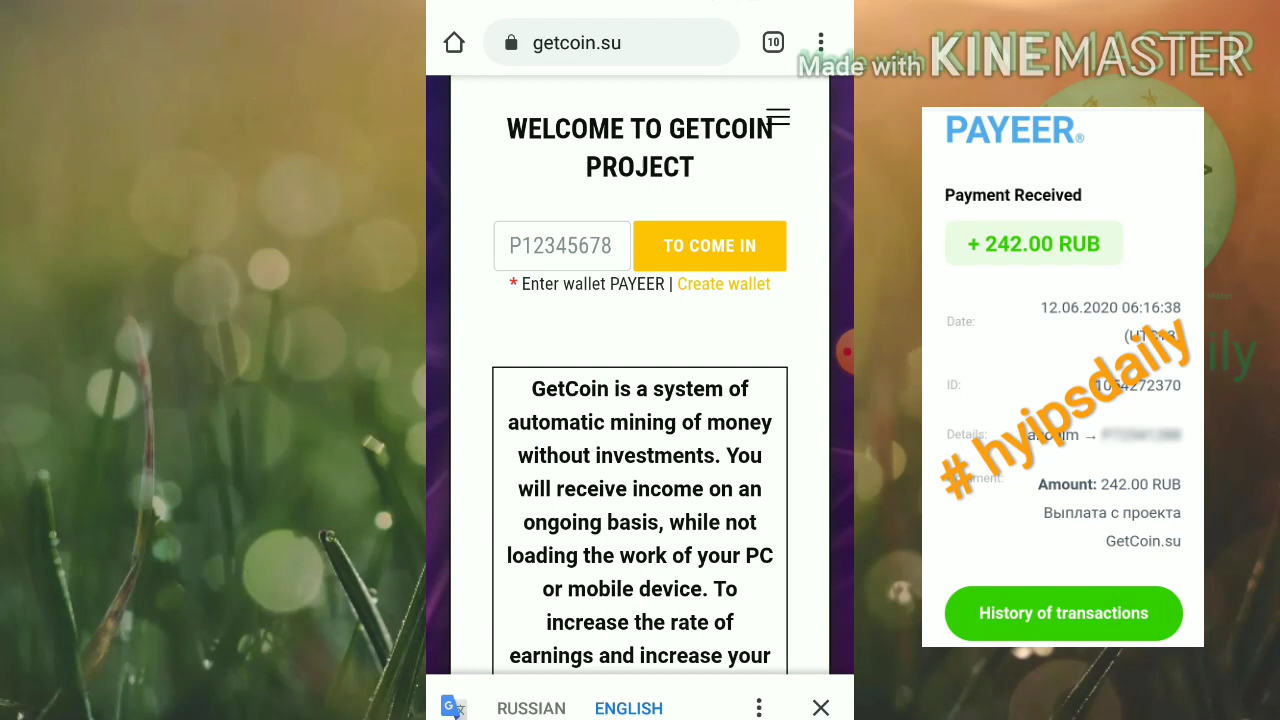 getcoin.su
10
Made with KINEMASTER
WELCOME TO GETCOIN
PROJECT
P12345678
TO COME IN
* Enter wallet PAYEER | Create wallet
GetCoin is a system of
automatic mining of money
without investments. You
will receive income on an
ongoing basis, while not
loading the work of your PC
or mobile device. To
increase the rate of
earnings and increase your
RUSSIAN
ENGLISH
PAYEER®
Payment Received
+ 242.00 RUB
Date:
12.06.2020 06:16:38
ID:
1054272370
Details:
Amount: 242.00 RUB
Выплата с проекта
GetCoin.su
# hyipsdaily
ily
History of transactions